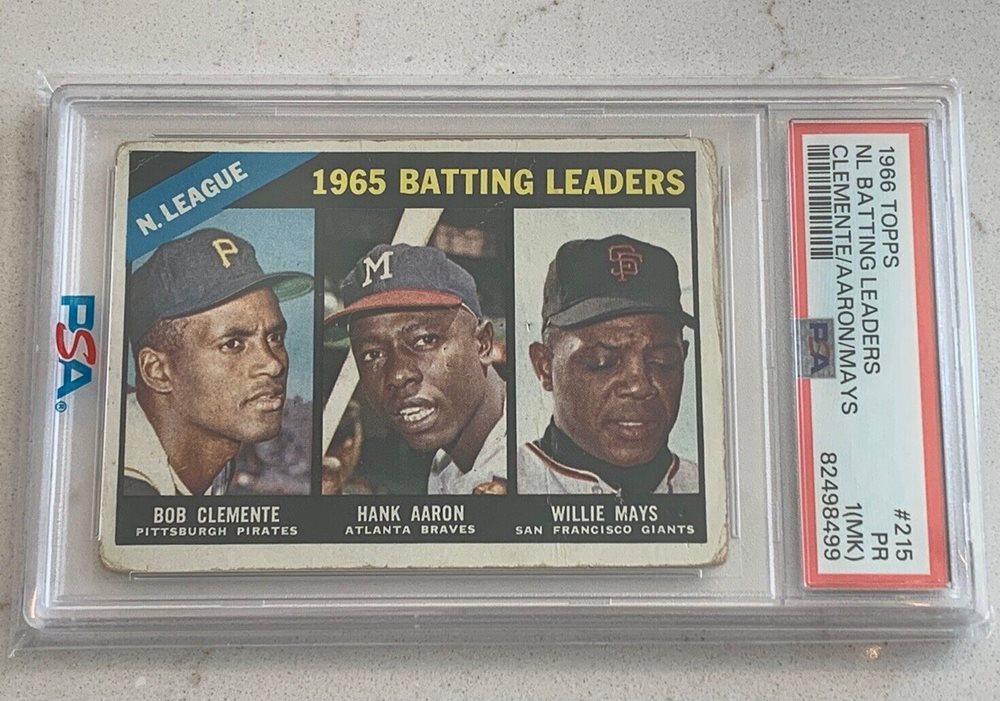 N. LEAGUE
1965 BATTING LEADERS
P
M
SF
BOB CLEMENTE
PITTSBURGH PIRATES
HANK AARON
ATLANTA BRAVES
WILLIE MAYS
SAN FRANCISCO GIANTS
PSA®
1966 TOPPS
NL BATTING LEADERS
CLEMENTE/AARON/MAYS
PSA
#215
PR
1(MK)
82498499